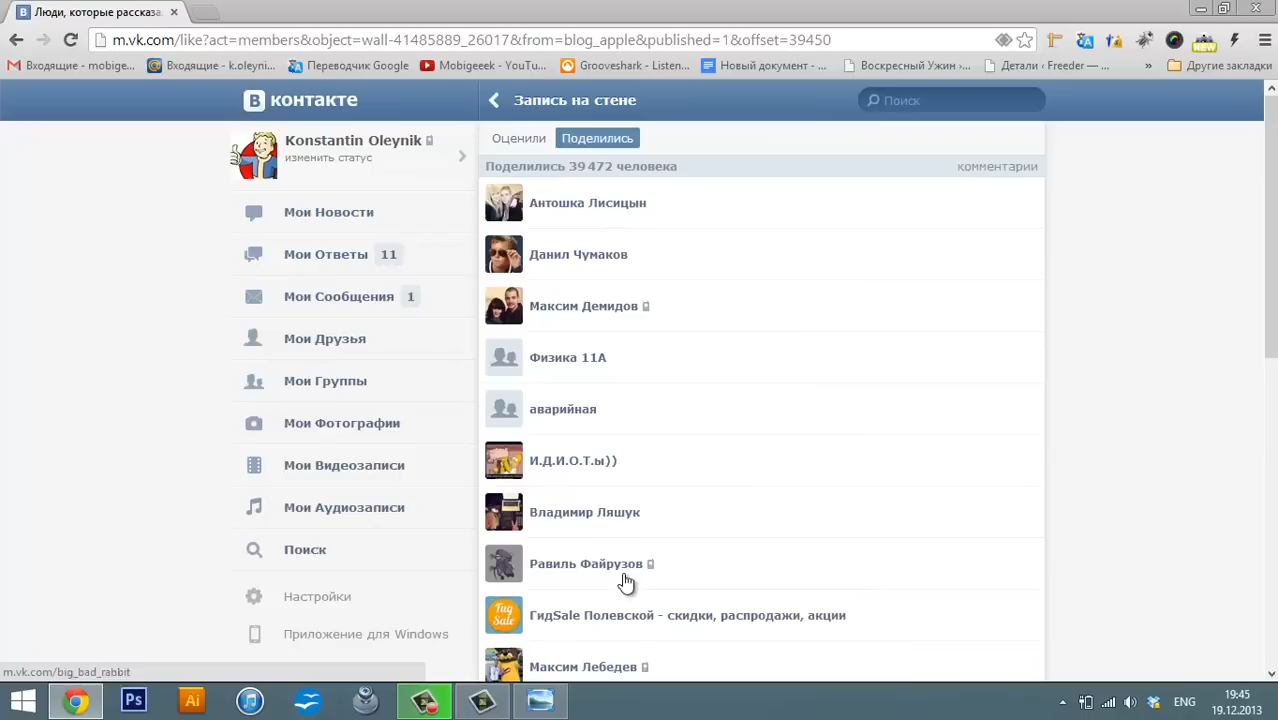 Люди, которые рассказа
m.vk.com/like?act=members&object=wall-41485889_26017&from=blog_apple&published=1&offset=39450
Входящие - mobige... Входящие - k.oleyni... Переводчик Google Mobigeeek - YouTu... Grooveshark - Listen... Новый документ -... Воскресный Ужин ›... Детали ‹ Freeder —... » Другие закладки
NEW
В контакте
Запись на стене
Поиск
Konstantin Oleynik
изменить статус
Мои Новости
Мои Ответы 11
Мои Сообщения 1
Мои Друзья
Мои Группы
Мои Фотографии
Мои Видеозаписи
Мои Аудиозаписи
Поиск
Настройки
Приложение для Windows
Оценили Поделились
Поделились 39 472 человека комментарии
Антошка Лисицын
Данил Чумаков
Максим Демидов
Физика 11А
аварийная
И.Д.И.О.Т.ы))
Владимир Ляшук
Равиль Файрузов
Гид Sale
ГидSale Полевской - скидки, распродажи, акции
Максим Лебедев
m.vk.com/big_bad_rabbit
Ps Ai
ENG
19:45
19.12.2013